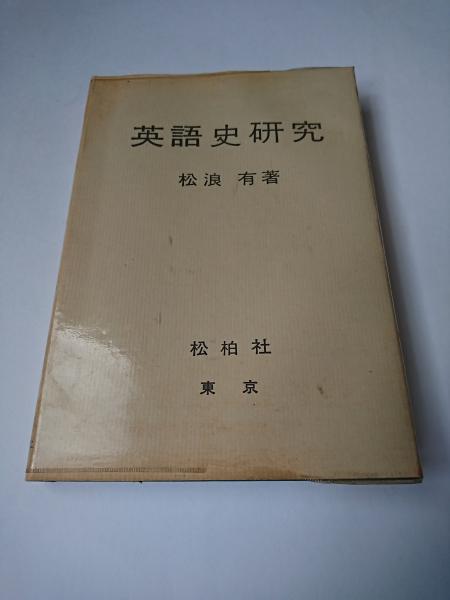 英語史研究
松浪 有著
松柏社
東京